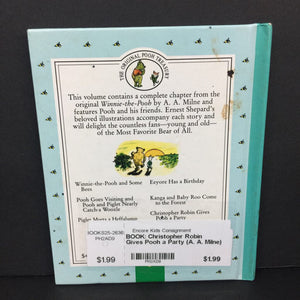 THE ORIGINAL POOH TREASURY
This volume contains a complete chapter from the
original Winnie-the-Pooh by A. A. Milne and
features Pooh and his friends. Ernest Shepard's
beloved illustrations accompany each story and
will delight the countless fans—young and old—
of the Most Favorite Bear of All.
Winnie-the-Pooh and Some
Bees
Eeyore Has a Birthday
Pooh Goes Visiting and
Pooh and Piglet Nearly
Catch a Woozle
Kanga and Baby Roo Come
to the Forest
Christopher Robin
Gives Pooh a Party
Piglet Meets a Heffalump
Encore Kids Consignment
BOOK: Christopher Robin
Gives Pooh a Party (A. A. Milne)
$1.99
$1.99